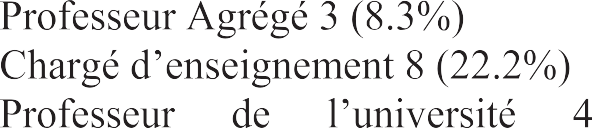 Professeur Agrégé 3 (8.3%)
Chargé d’enseignement 8 (22.2%)
Professeur de l’université 4